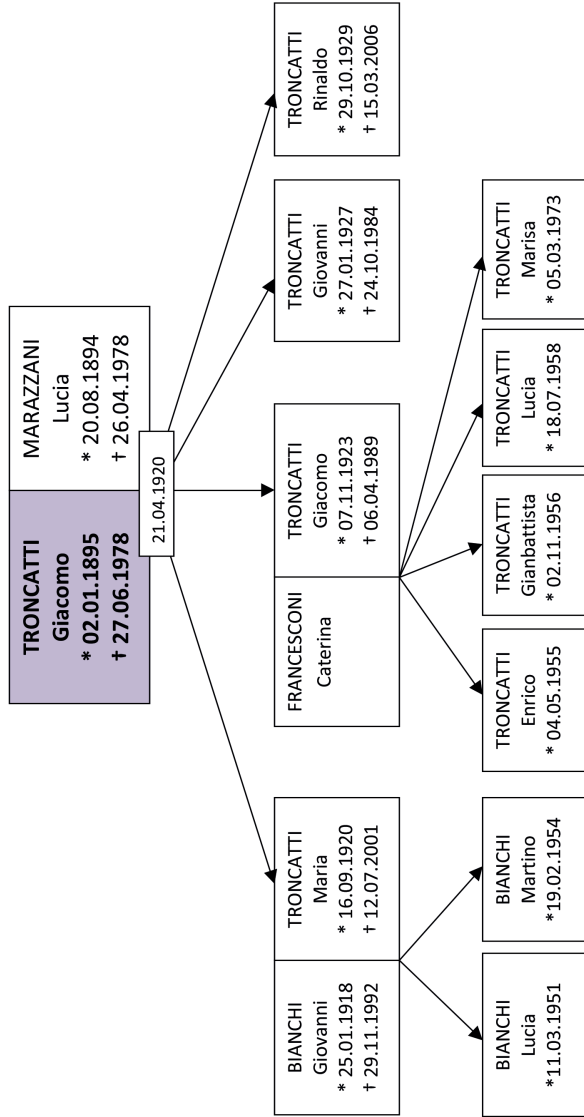 TRONCATTI
Giacomo
* 02.01.1895
† 27.06.1978
MARAZZANI
Lucia
* 20.08.1894
† 26.04.1978
21.04.1920
BIANCHI
Giovanni
* 25.01.1918
† 29.11.1992
TRONCATTI
Maria
* 16.09.1920
† 12.07.2001
FRANCESCONI
Caterina
TRONCATTI
Giacomo
* 07.11.1923
† 06.04.1989
TRONCATTI
Giovanni
* 27.01.1927
† 24.10.1984
TRONCATTI
Rinaldo
* 29.10.1929
† 15.03.2006
BIANCHI
Lucia
*11.03.1951
BIANCHI
Martino
*19.02.1954
TRONCATTI
Enrico
* 04.05.1955
TRONCATTI
Gianbattista
* 02.11.1956
TRONCATTI
Lucia
* 18.07.1958
TRONCATTI
Marisa
* 05.03.1973